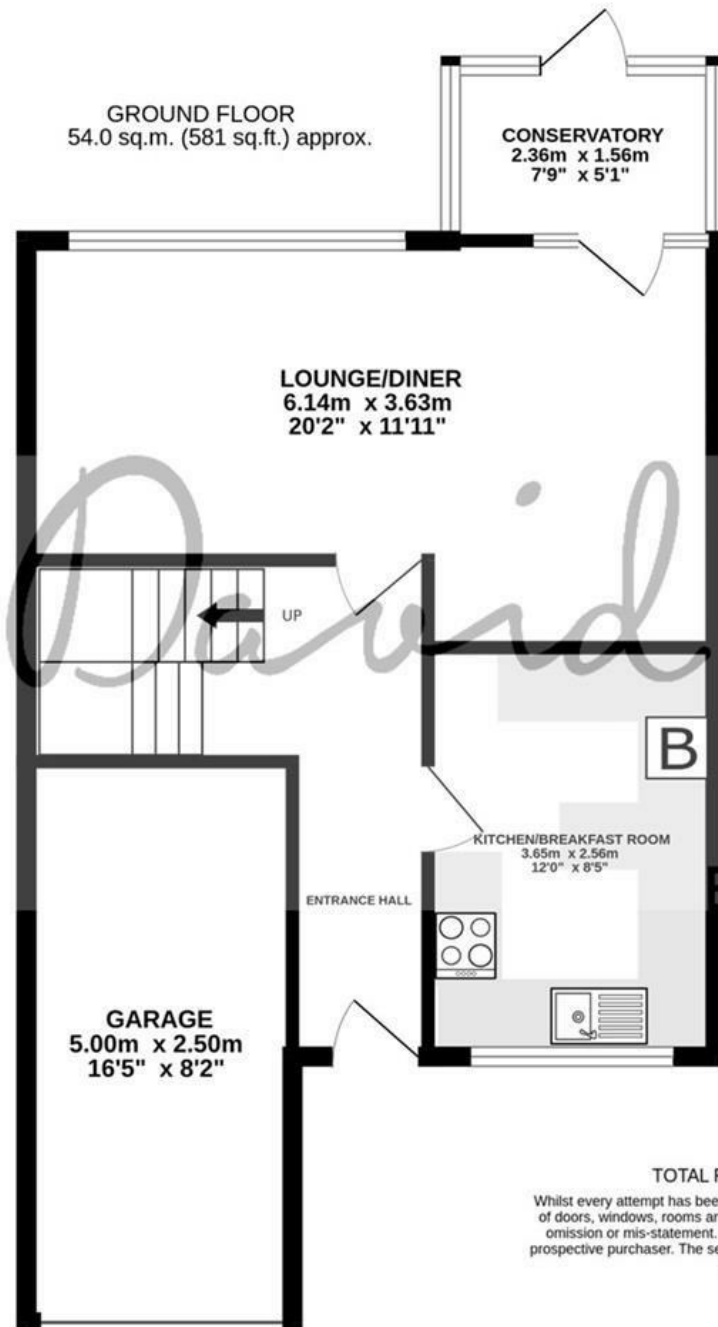 GROUND FLOOR
54.0 sq.m. (581 sq.ft.) approx.
CONSERVATORY
2.36m x 1.56m
7'9" x 5'1"
LOUNGE/DINER
6.14m x 3.63m
20'2" x 11'11"
David
UP
B
KITCHEN/BREAKFAST ROOM
3.65m x 2.56m
12'0" x 8'5"
ENTRANCE HALL
GARAGE
5.00m x 2.50m
16'5" x 8'2"
TOTAL
Whilst every attempt has bee
of doors, windows, rooms an
omission or mis-statement.
prospective purchaser. The se